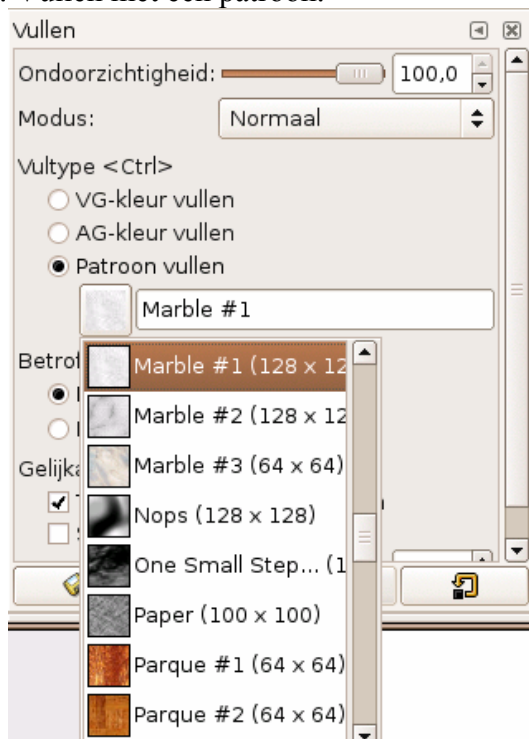 Vullen met een patroon.
Vullen
Ondoorzichtigheid: 100,0
Modus: Normaal
Vultype <Ctrl>
VG-kleur vullen
AG-kleur vullen
Patroon vullen
Marble #1
Marble #1 (128 x 12
Marble #2 (128 x 12
Marble #3 (64 x 64)
Nops (128 x 128)
One Small Step... (1
Paper (100 x 100)
Parque #1 (64 x 64)
Parque #2 (64 x 64)